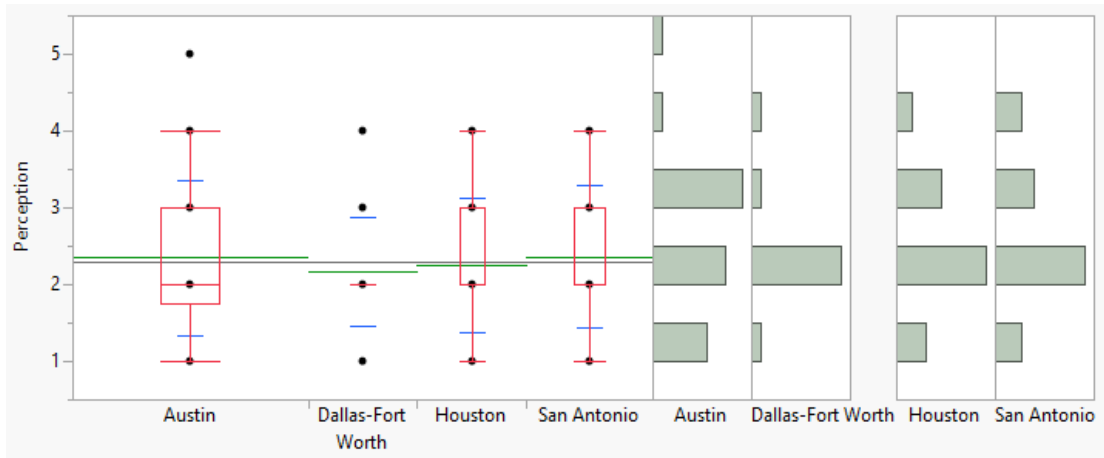 Perception
5
4
3
2
1
Austin
Dallas-Fort
Worth
Houston
San Antonio
Austin
Dallas-Fort Worth
Houston
San Antonio